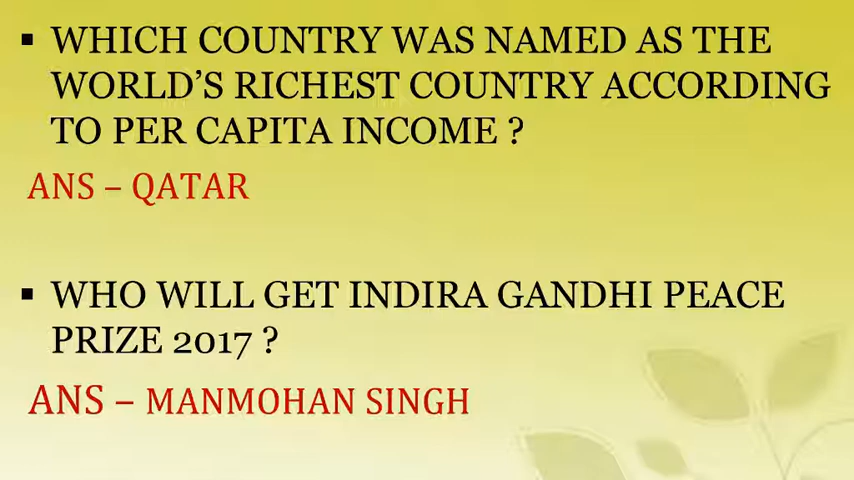 ▪ WHICH COUNTRY WAS NAMED AS THE
WORLD'S RICHEST COUNTRY ACCORDING
TO PER CAPITA INCOME ?
ANS – QATAR
▪ WHO WILL GET INDIRA GANDHI PEACE
PRIZE 2017 ?
ANS – MANMOHAN SINGH